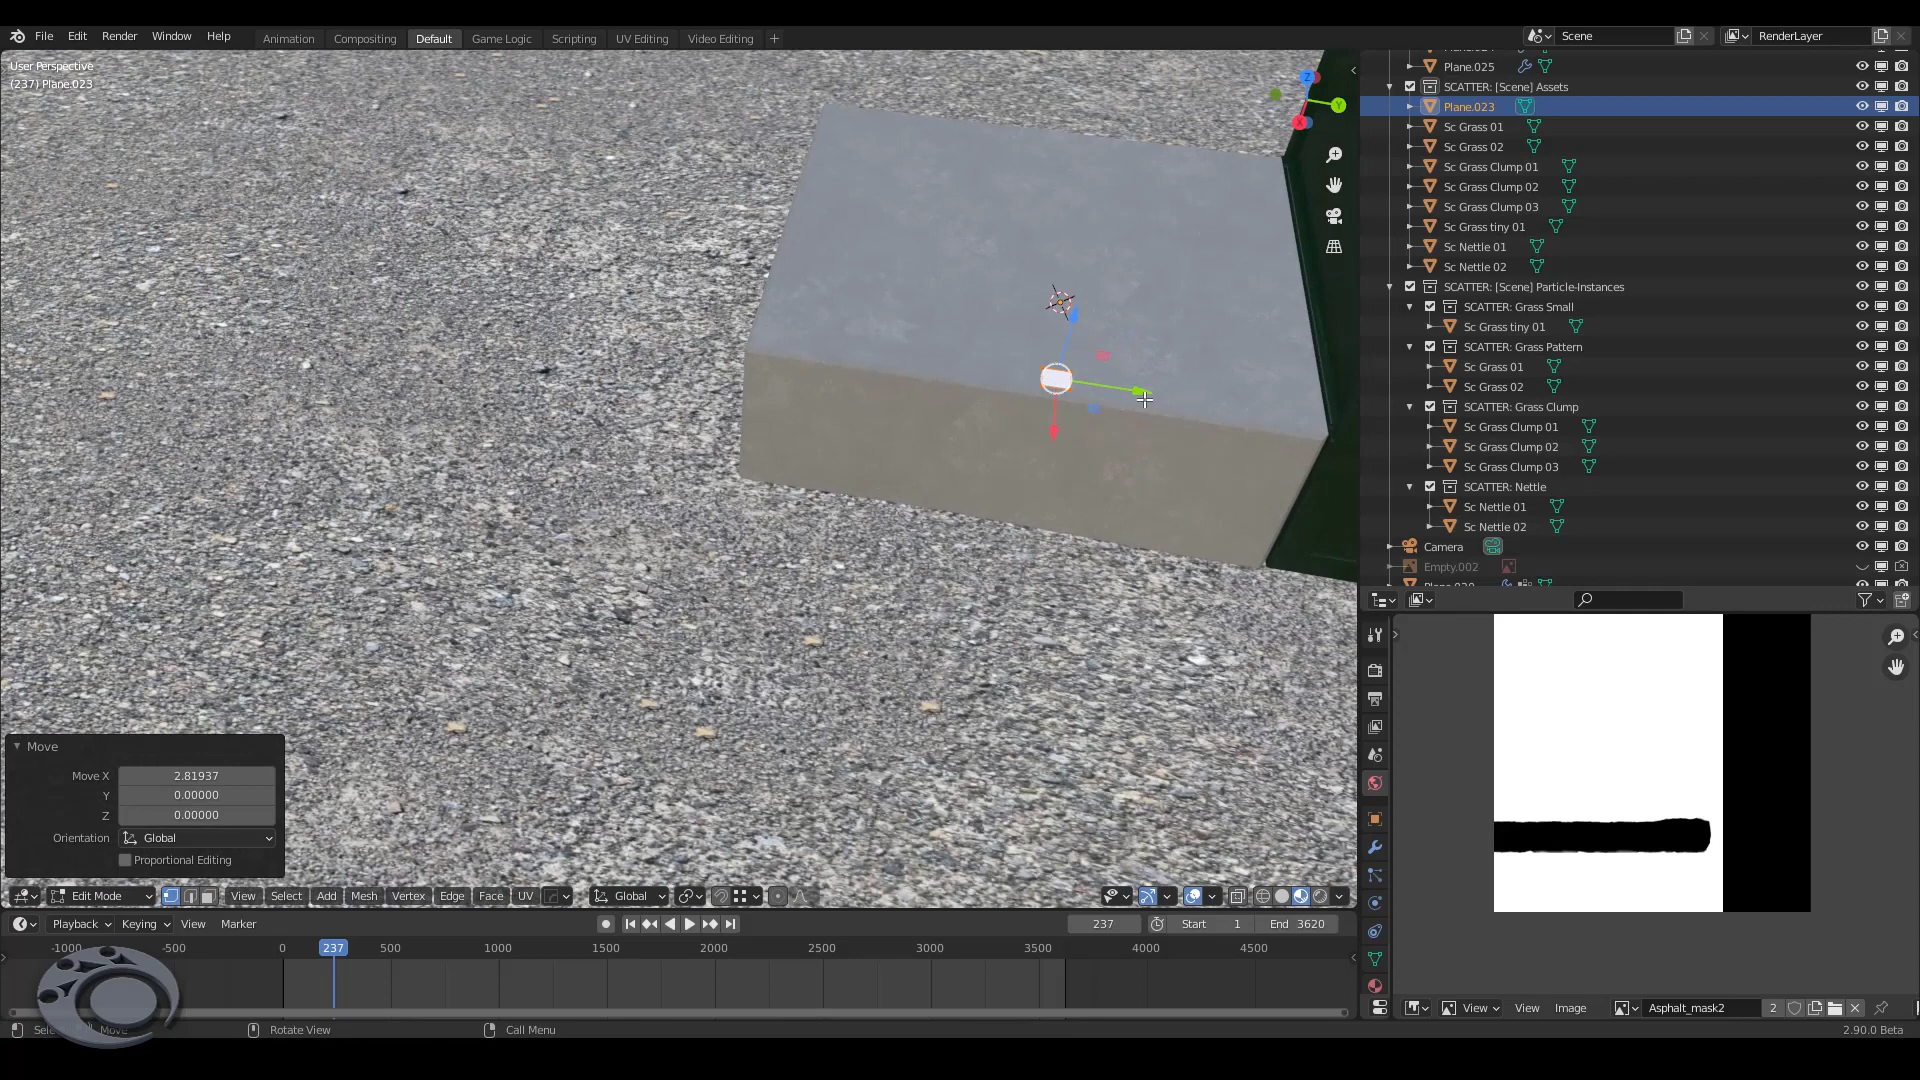 File Edit Render Window Help Animation Compositing Default Game Logic Scripting UV Editing Video Editing + Scene RenderLayer
User Perspective
(237) Plane.023
Z
Y
X
Plane.025
SCATTER: [Scene] Assets
Plane.023
Sc Grass 01
Sc Grass 02
Sc Grass Clump 01
Sc Grass Clump 02
Sc Grass Clump 03
Sc Grass tiny 01
Sc Nettle 01
Sc Nettle 02
SCATTER: [Scene] Particle-Instances
SCATTER: Grass Small
Sc Grass tiny 01
SCATTER: Grass Pattern
Sc Grass 01
Sc Grass 02
SCATTER: Grass Clump
Sc Grass Clump 01
Sc Grass Clump 02
Sc Grass Clump 03
SCATTER: Nettle
Sc Nettle 01
Sc Nettle 02
Camera
Empty.002
Move
Move X 2.81937
Y 0.00000
Z 0.00000
Orientation Global
Proportional Editing
Edit Mode View Select Add Mesh Vertex Edge Face UV Global
Playback Keying View Marker 237 Start 1 End 3620
-1000 -500 0 237 500 1000 1500 2000 2500 3000 3500 4000 4500
View View Image Asphalt_mask2 2
Move Rotate View Call Menu 2.90.0 Beta